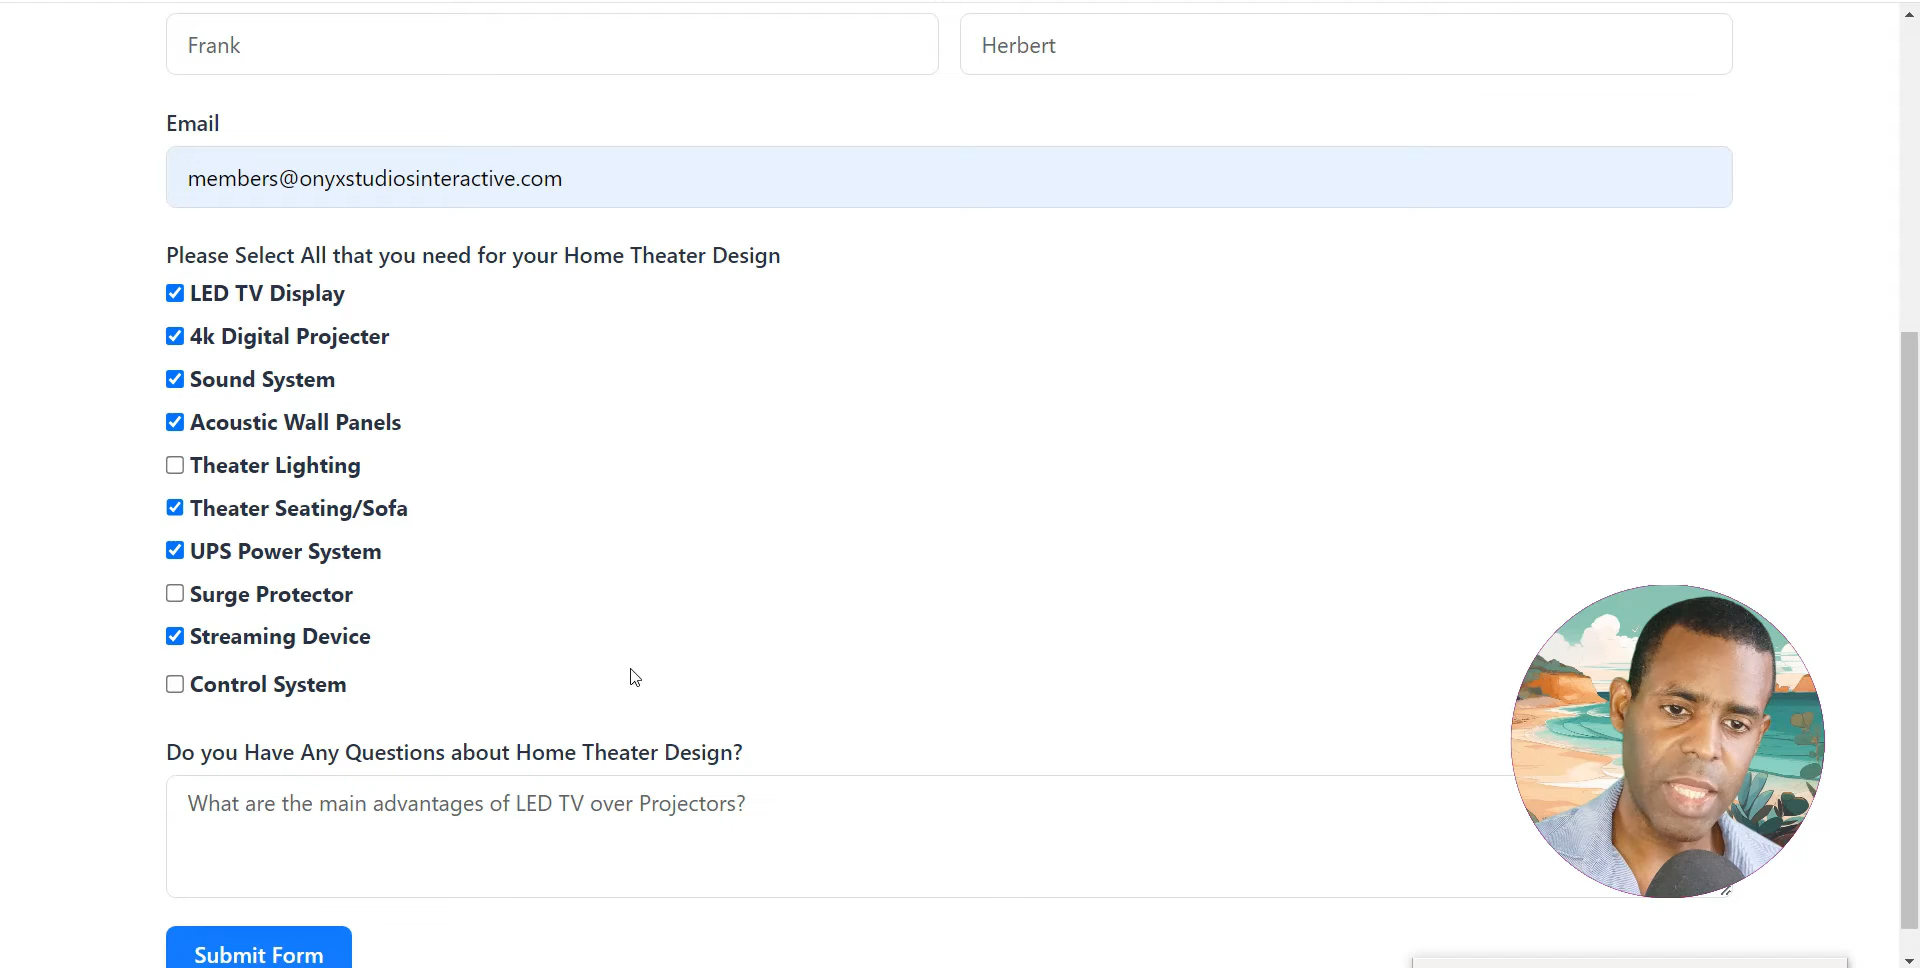 Frank
Herbert
Email
members@onyxstudiosinteractive.com
Please Select All that you need for your Home Theater Design
LED TV Display
4k Digital Projecter
Sound System
Acoustic Wall Panels
Theater Lighting
Theater Seating/Sofa
UPS Power System
Surge Protector
Streaming Device
Control System
Do you Have Any Questions about Home Theater Design?
What are the main advantages of LED TV over Projectors?
Submit Form